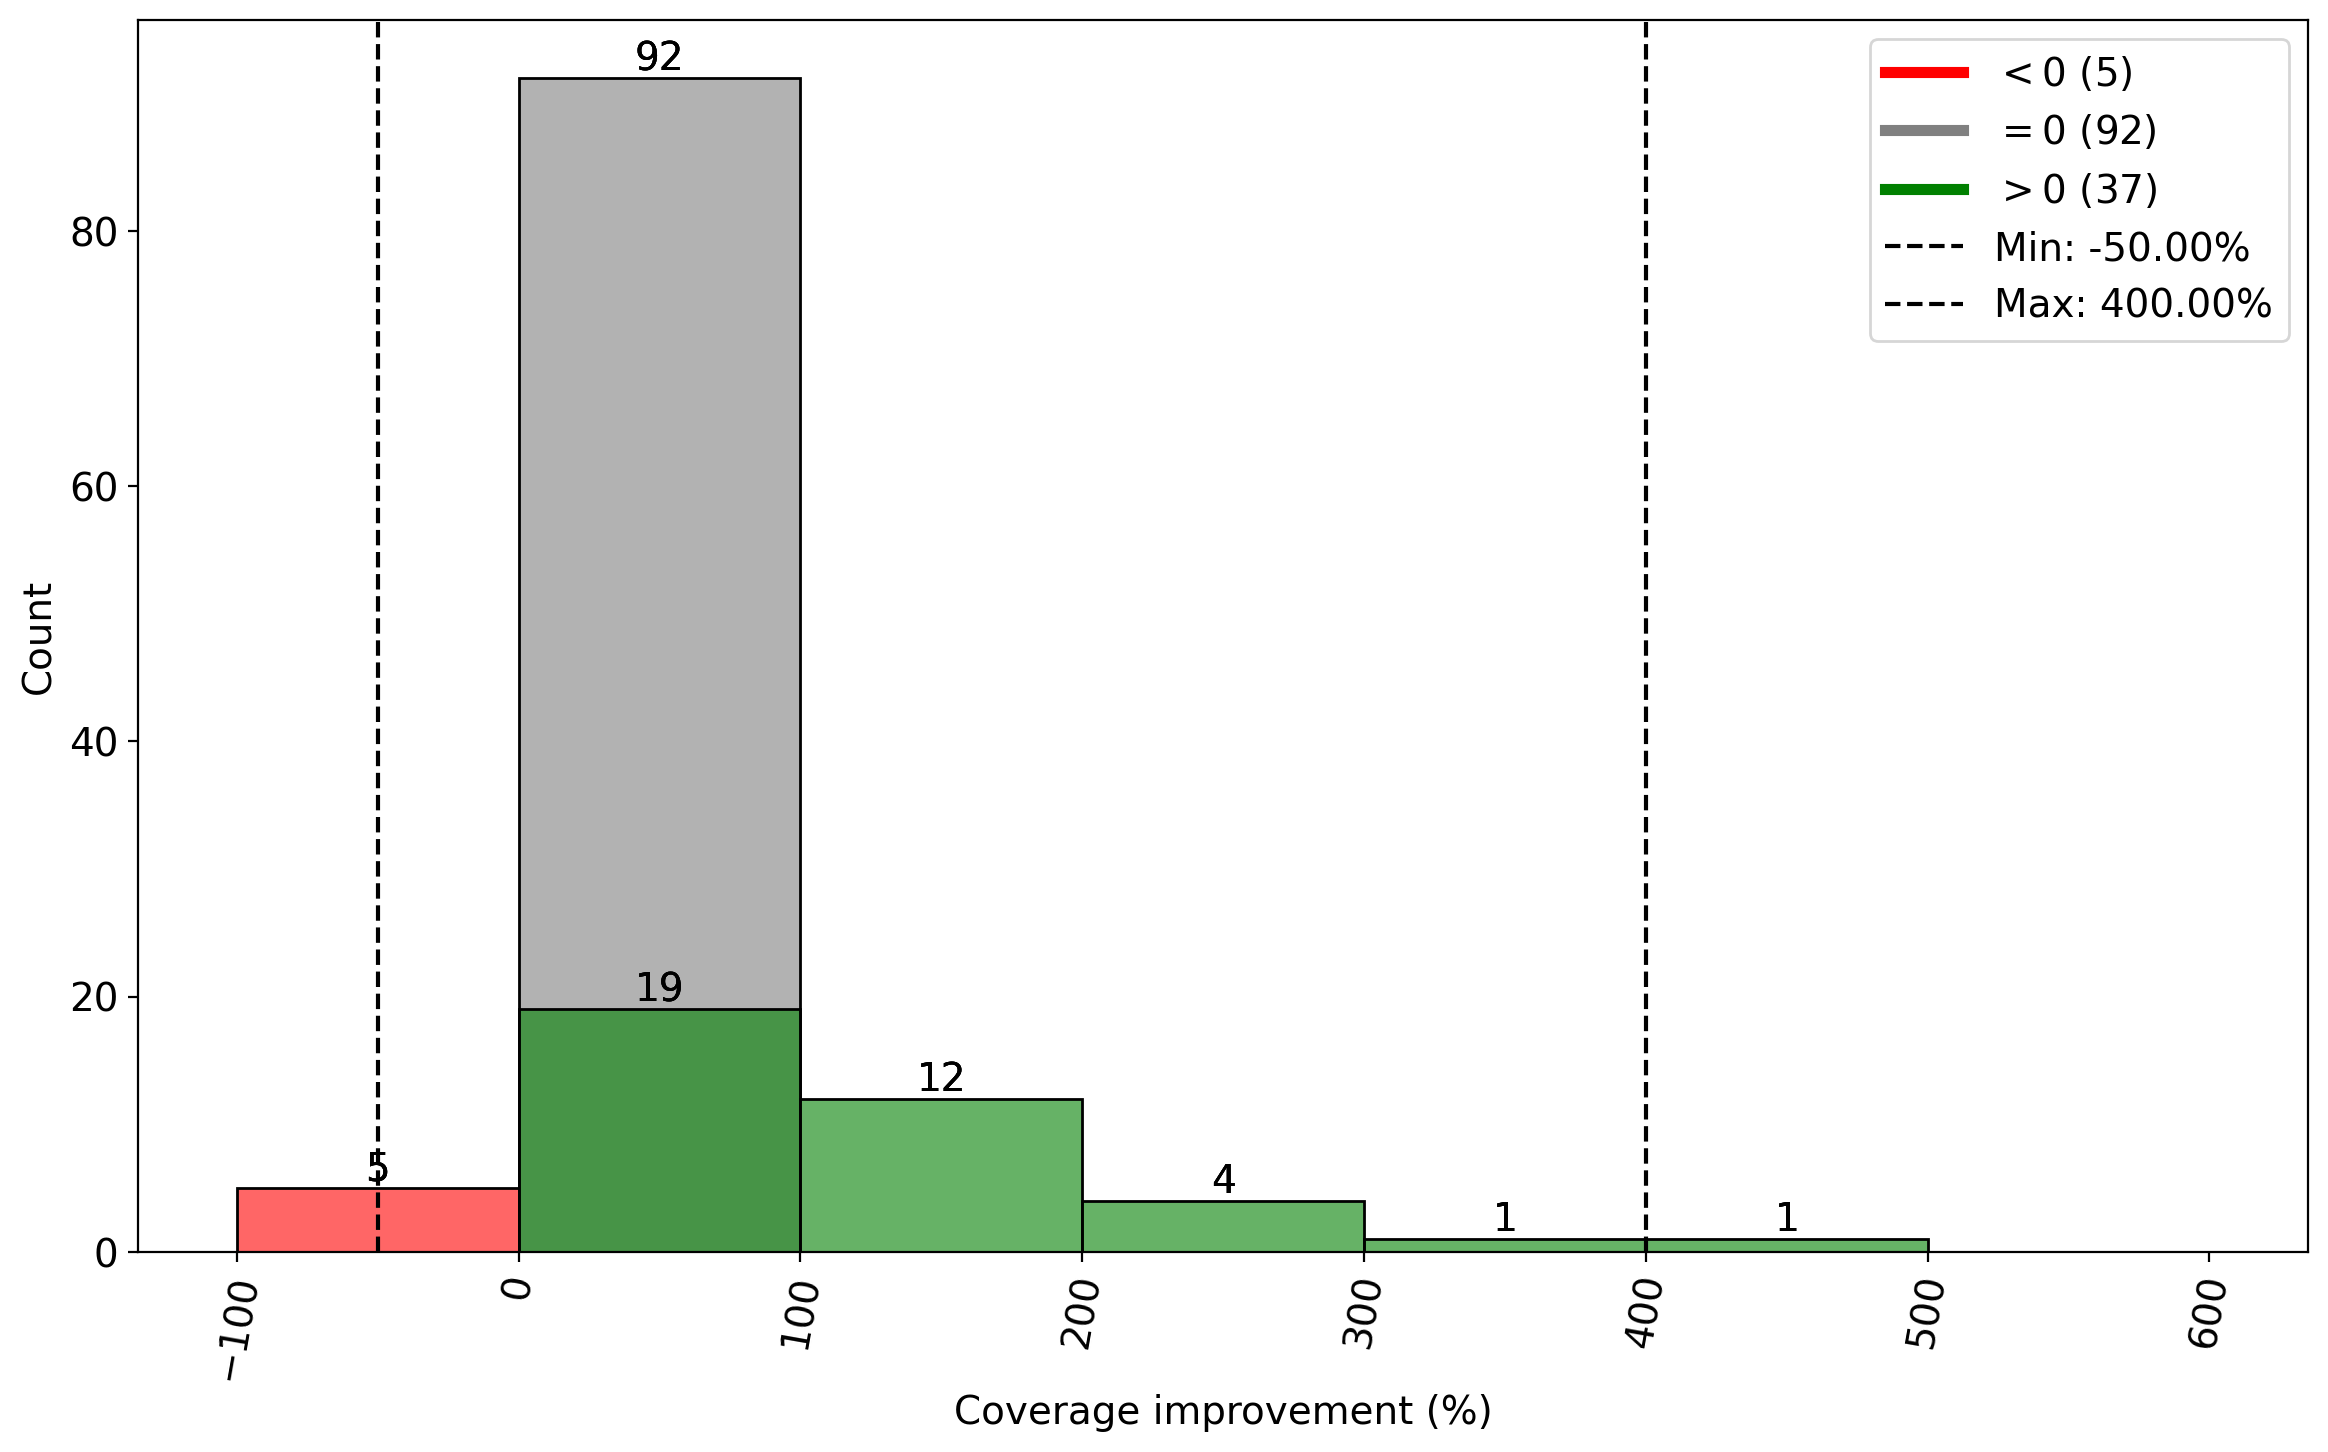 92
< 0 (5)
= 0 (92)
> 0 (37)
Min: -50.00%
Max: 400.00%
80
60
Count
40
20
19
12
5
4
1
1
0
−100
0
100
200
300
400
500
600
Coverage improvement (%)